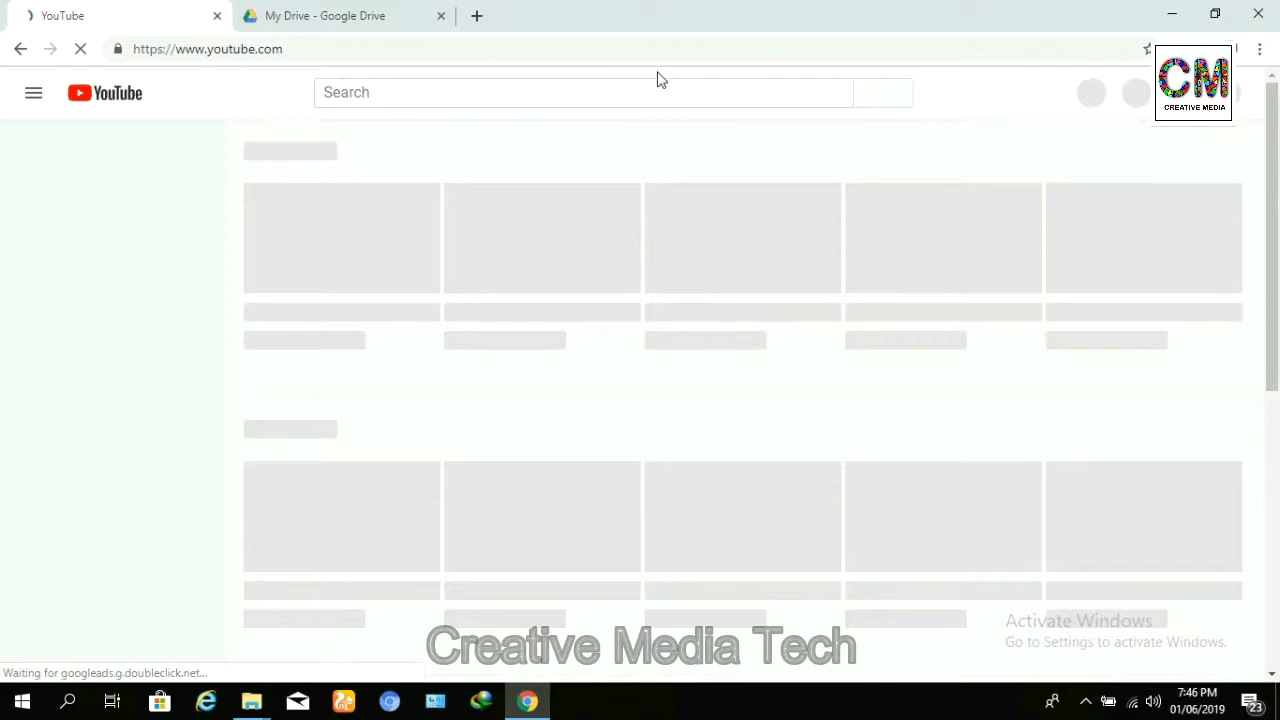 YouTube
My Drive - Google Drive
https://www.youtube.com
YouTube
Search
CM
CREATIVE MEDIA
Activate Windows
Go to Settings to activate Windows.
Creative Media Tech
Waiting for googleads.g.doubleclick.net...
7:46 PM
01/06/2019
23